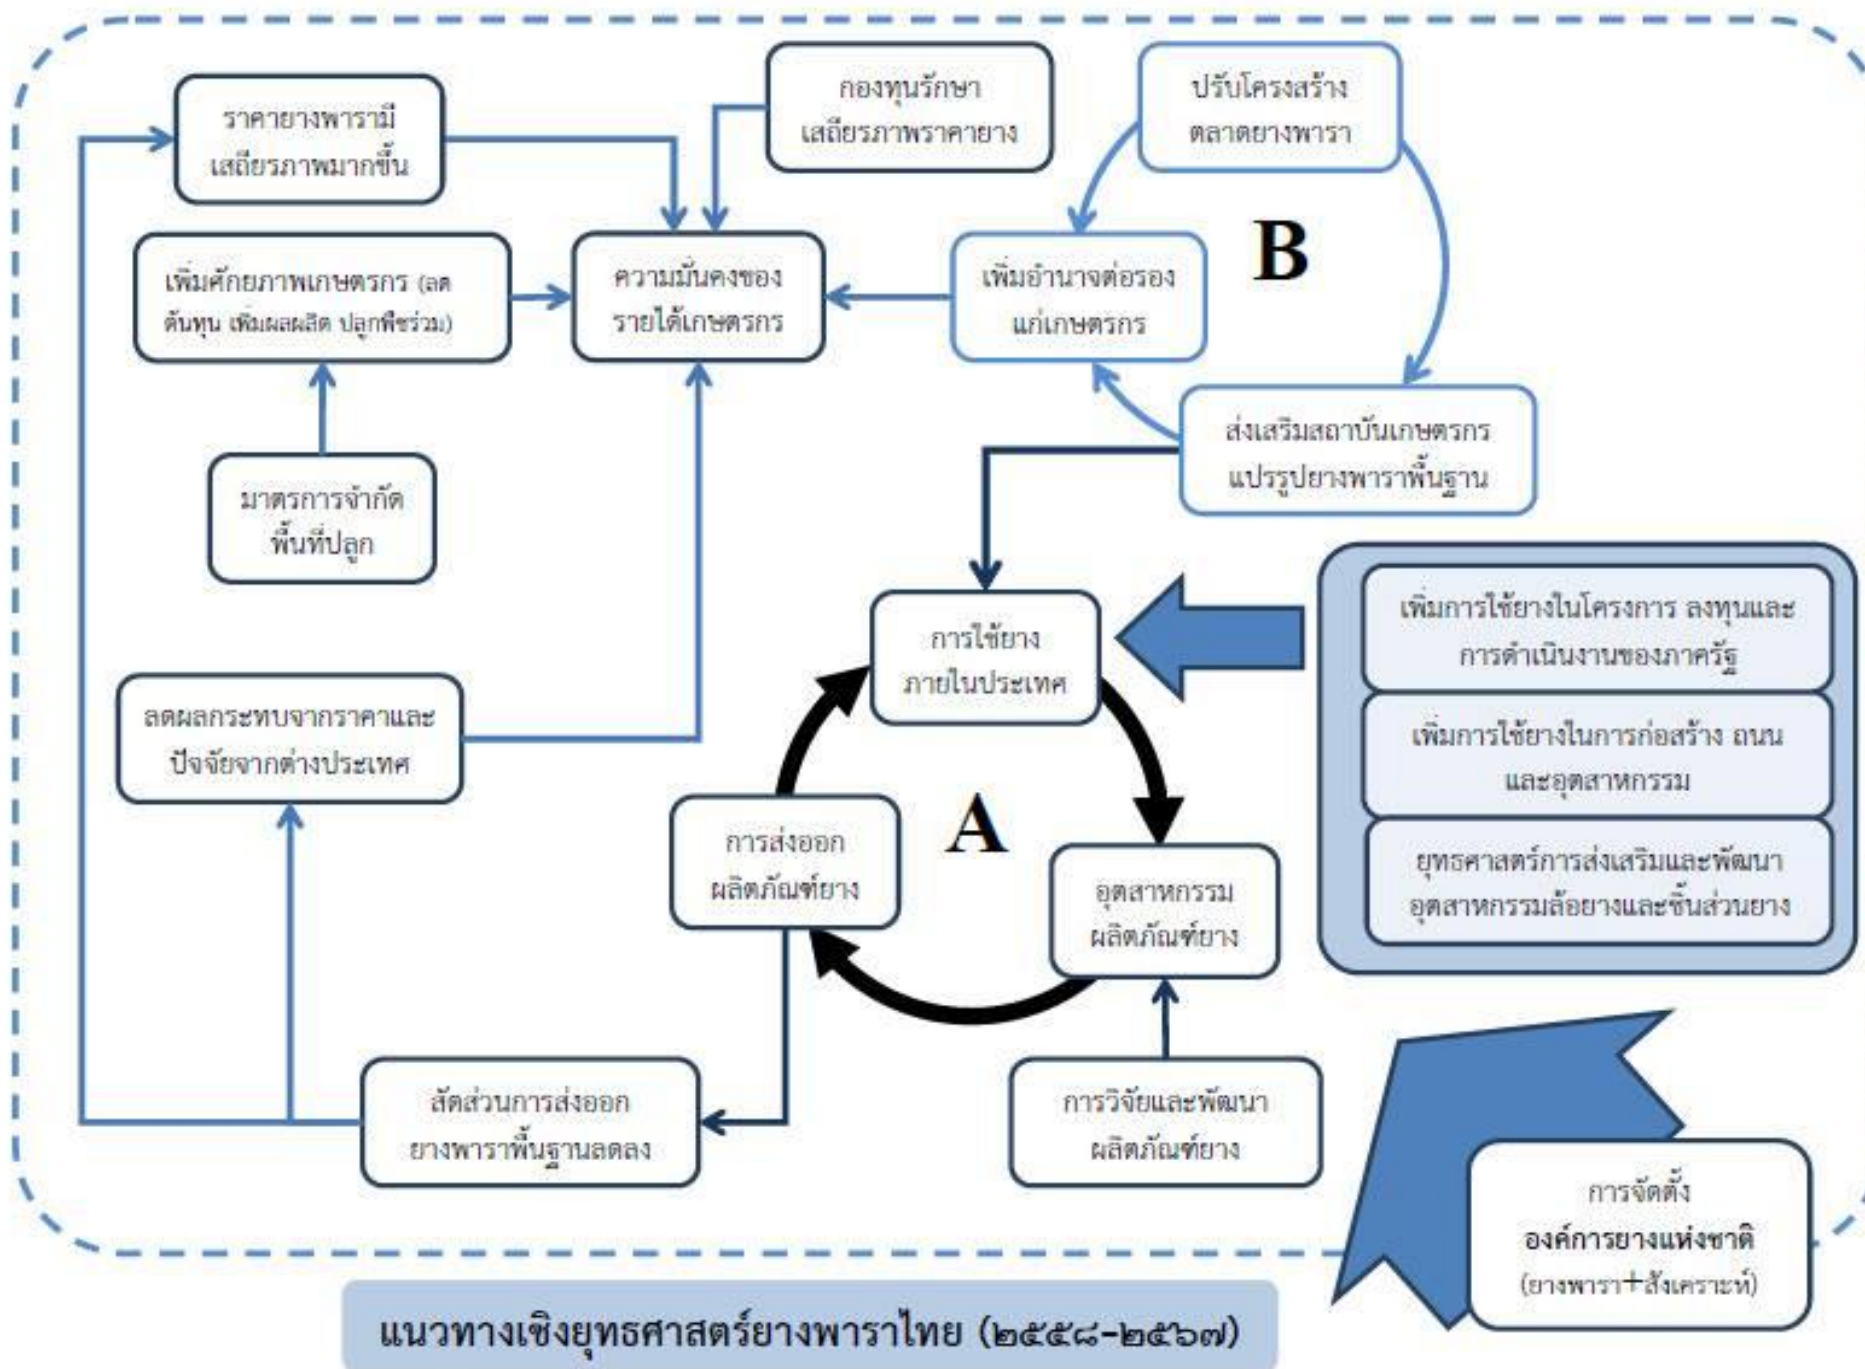 ราคายางพารามี
เสถียรภาพมากขึ้น
กองทุนรักษา
เสถียรภาพราคายาง
ปรับโครงสร้าง
ตลาดยางพารา
เพิ่มศักยภาพเกษตรกร (ลด
ต้นทุน เพิ่มผลผลิต ปลูกพืชร่วม)
ความมั่นคงของ
รายได้เกษตรกร
เพิ่มอำนาจต่อรอง
แก่เกษตรกร
B
ส่งเสริมสถาบันเกษตรกร
แปรรูปยางพาราพื้นฐาน
มาตรการจำกัด
พื้นที่ปลูก
การใช้ยาง
ภายในประเทศ
เพิ่มการใช้ยางในโครงการ ลงทุนและ
การดำเนินงานของภาครัฐ
เพิ่มการใช้ยางในการก่อสร้าง ถนน
และอุตสาหกรรม
ยุทธศาสตร์การส่งเสริมและพัฒนา
อุตสาหกรรมล้อยางและชิ้นส่วนยาง
ลดผลกระทบจากราคาและ
ปัจจัยจากต่างประเทศ
A
การส่งออก
ผลิตภัณฑ์ยาง
อุตสาหกรรม
ผลิตภัณฑ์ยาง
สัดส่วนการส่งออก
ยางพาราพื้นฐานลดลง
การวิจัยและพัฒนา
ผลิตภัณฑ์ยาง
การจัดตั้ง
องค์การยางแห่งชาติ
(ยางพารา+สังเคราะห์)
แนวทางเชิงยุทธศาสตร์ยางพาราไทย (๒๕๕๘-๒๕๖๗)